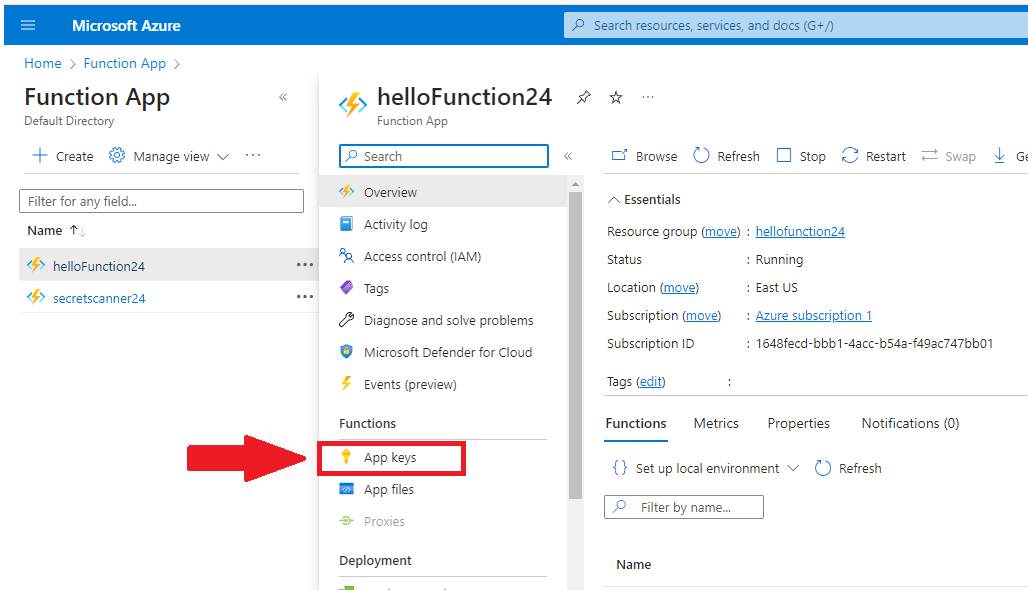 Microsoft Azure
Search resources, services, and docs (G+/)
Home > Function App >
Function App
Default Directory
Create Manage view
Filter for any field...
Name
helloFunction24
secretscanner24
helloFunction24
Function App
Search
Overview
Activity log
Access control (IAM)
Tags
Diagnose and solve problems
Microsoft Defender for Cloud
Events (preview)
Functions
App keys
App files
Proxies
Deployment
Browse Refresh Stop Restart Swap Ge
Essentials
Resource group (move) : hellofunction24
Status : Running
Location (move) : East US
Subscription (move) : Azure subscription 1
Subscription ID : 1648fecd-bbb1-4acc-b54a-f49ac747bb01
Tags (edit) :
Functions Metrics Properties Notifications (0)
Set up local environment Refresh
Filter by name...
Name